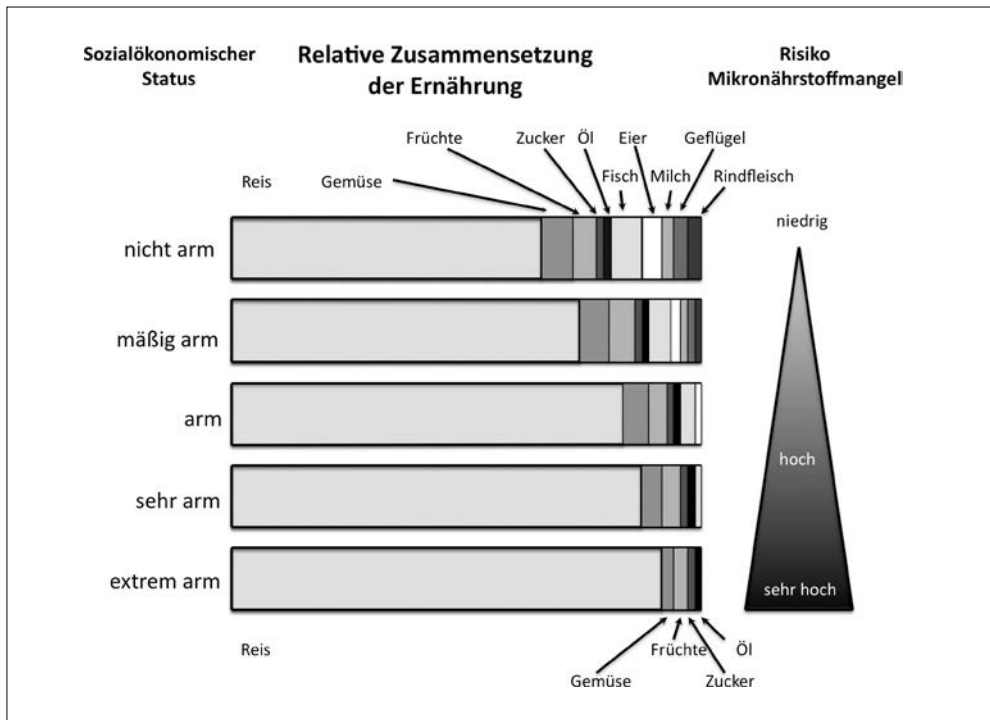 Sozialökonomischer
Status
Relative Zusammensetzung
der Ernährung
Risiko
Mikronährstoffmangel
Früchte
Zucker
Öl
Eier
Geflügel
Reis
Gemüse
Fisch
Milch
Rindfleisch
niedrig
nicht arm
mäßig arm
arm
hoch
sehr arm
extrem arm
sehr hoch
Reis
Früchte
Öl
Gemüse
Zucker